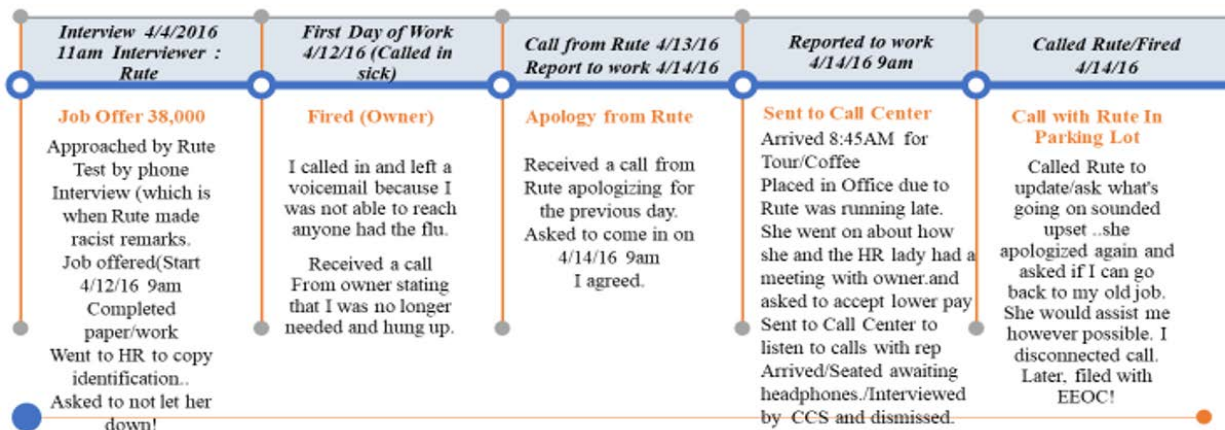 Interview 4/4/2016
11am Interviewer :
Rute
Job Offer 38,000
Approached by Rute
Test by phone
Interview (which is
when Rute made
racist remarks.
Job offered(Start
4/12/16 9am
Completed
paper/work
Went to HR to copy
identification..
Asked to not let her
down!
First Day of Work
4/12/16 (Called in
sick)
Fired (Owner)
I called in and left a
voicemail because I
was not able to reach
anyone had the flu.
Received a call
From owner stating
that I was no longer
needed and hung up.
Call from Rute 4/13/16
Report to work 4/14/16
Apology from Rute
Received a call from
Rute apologizing for
the previous day.
Asked to come in on
4/14/16 9am
I agreed.
Reported to work
4/14/16 9am
Sent to Call Center
Arrived 8:45AM for
Tour/Coffee
Placed in Office due to
Rute was running late.
She went on about how
she and the HR lady had a
meeting with owner.and
asked to accept lower pay
Sent to Call Center to
listen to calls with rep
Arrived/Seated awaiting
headphones./Interviewed
by CCS and dismissed.
Called Rute/Fired
4/14/16
Call with Rute In
Parking Lot
Called Rute to
update/ask what's
going on sounded
upset ..she
apologized again and
asked if I can go
back to my old job.
She would assist me
however possible. I
disconnected call.
Later, filed with
EEOC!